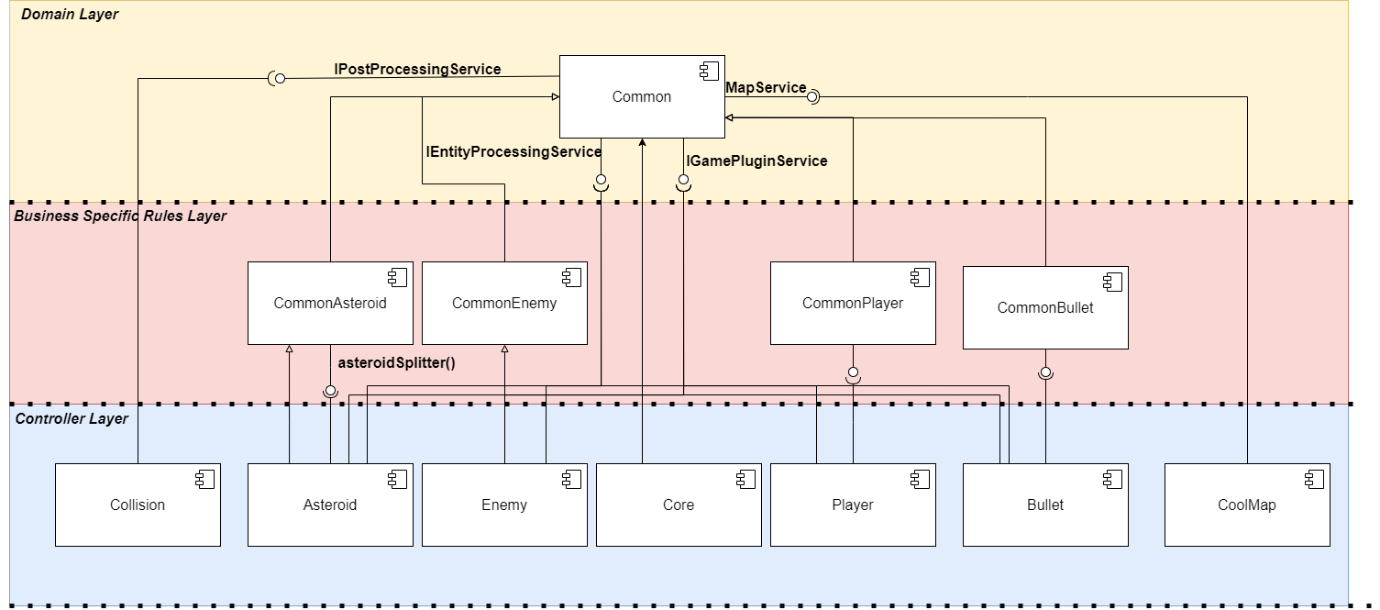 Domain Layer
IPostProcessingService
Common
MapService
IEntityProcessingService
IGamePluginService
Business Specific Rules Layer
CommonAsteroid
CommonEnemy
CommonPlayer
CommonBullet
asteroidSplitter()
Controller Layer
Collision
Asteroid
Enemy
Core
Player
Bullet
CoolMap